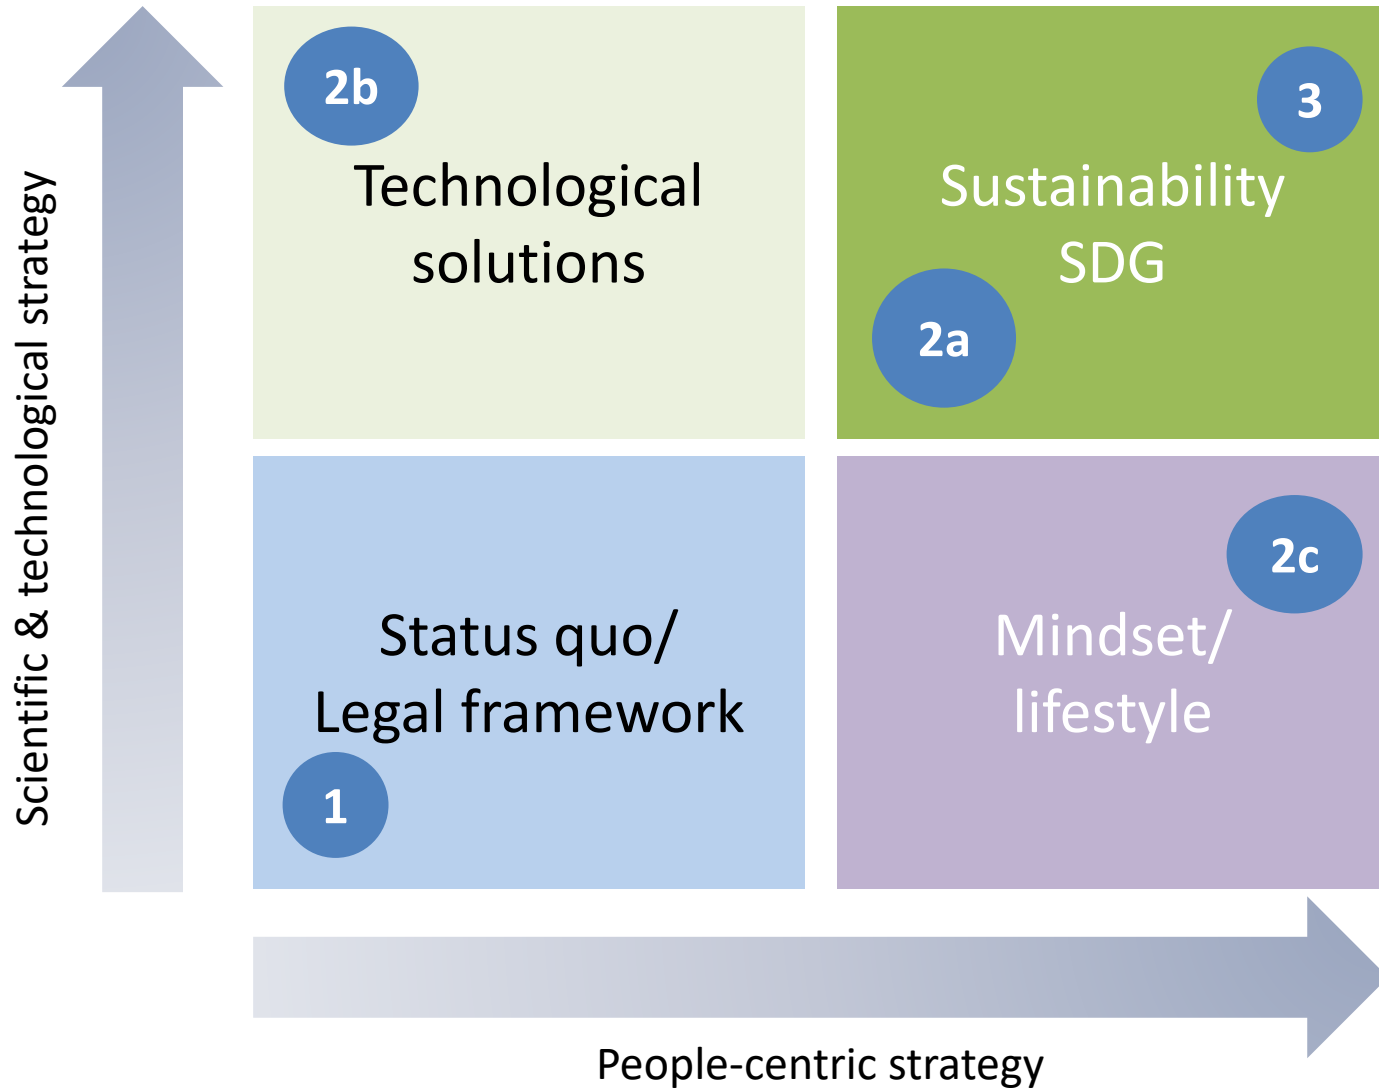 Scientific & technological strategy
2b
Technological
solutions
3
Sustainability
SDG
2a
Status quo/
Legal framework
1
2c
Mindset/
lifestyle
People-centric strategy